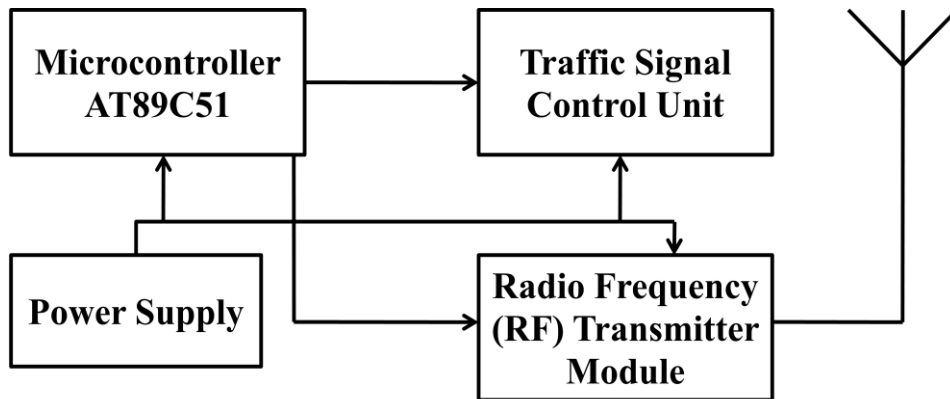 Microcontroller
AT89C51
Traffic Signal
Control Unit
Power Supply
Radio Frequency
(RF) Transmitter
Module